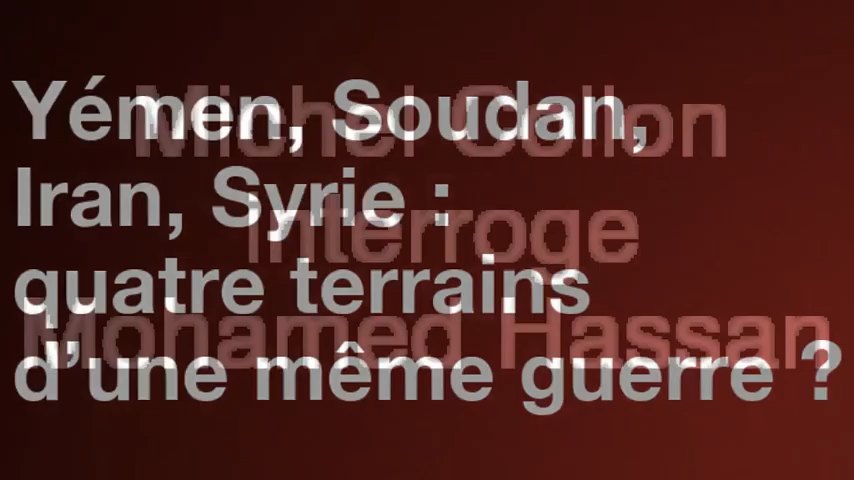 Yémen, Soudan,
Iran, Syrie :
quatre terrains
d'une même guerre ?
Michel Collon
interroge
Mohamed Hassan